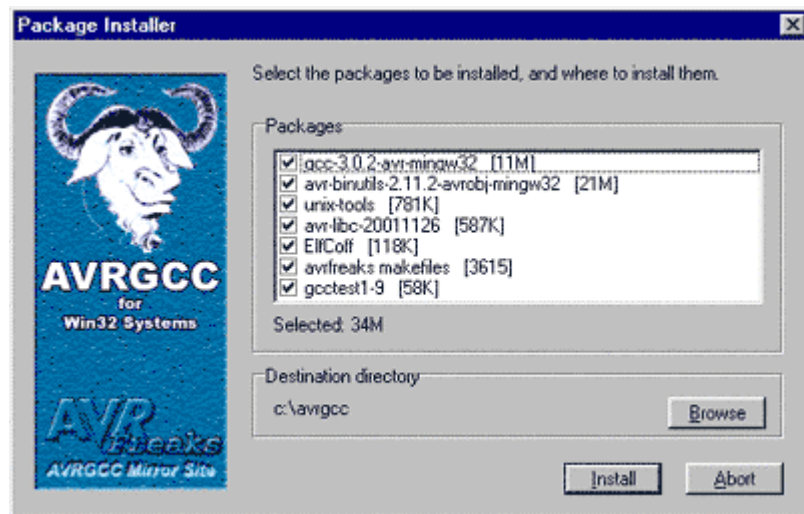 Package Installer
Select the packages to be installed, and where to install them.
Packages
gcc-3.0.2-avr-mingw32 [11M]
avr-binutils-2.11.2-avrobj-mingw32 [21M]
unix-tools [781K]
avr-libc-20011126 [587K]
ElfCoff [118K]
avrfreaks makefiles [3615]
gcctest1-9 [58K]
Selected: 34M
Destination directory
c:\avrgcc
Browse
Install
Abort
AVRGCC
for
Win32 Systems
AVR
Freaks
AVRGCC Mirror Site